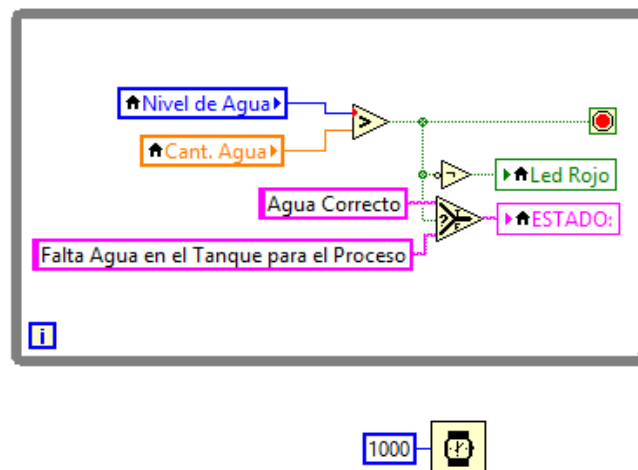 Nivel de Agua
Cant. Agua
Led Rojo
Agua Correcto
ESTADO:
Falta Agua en el Tanque para el Proceso
i
1000